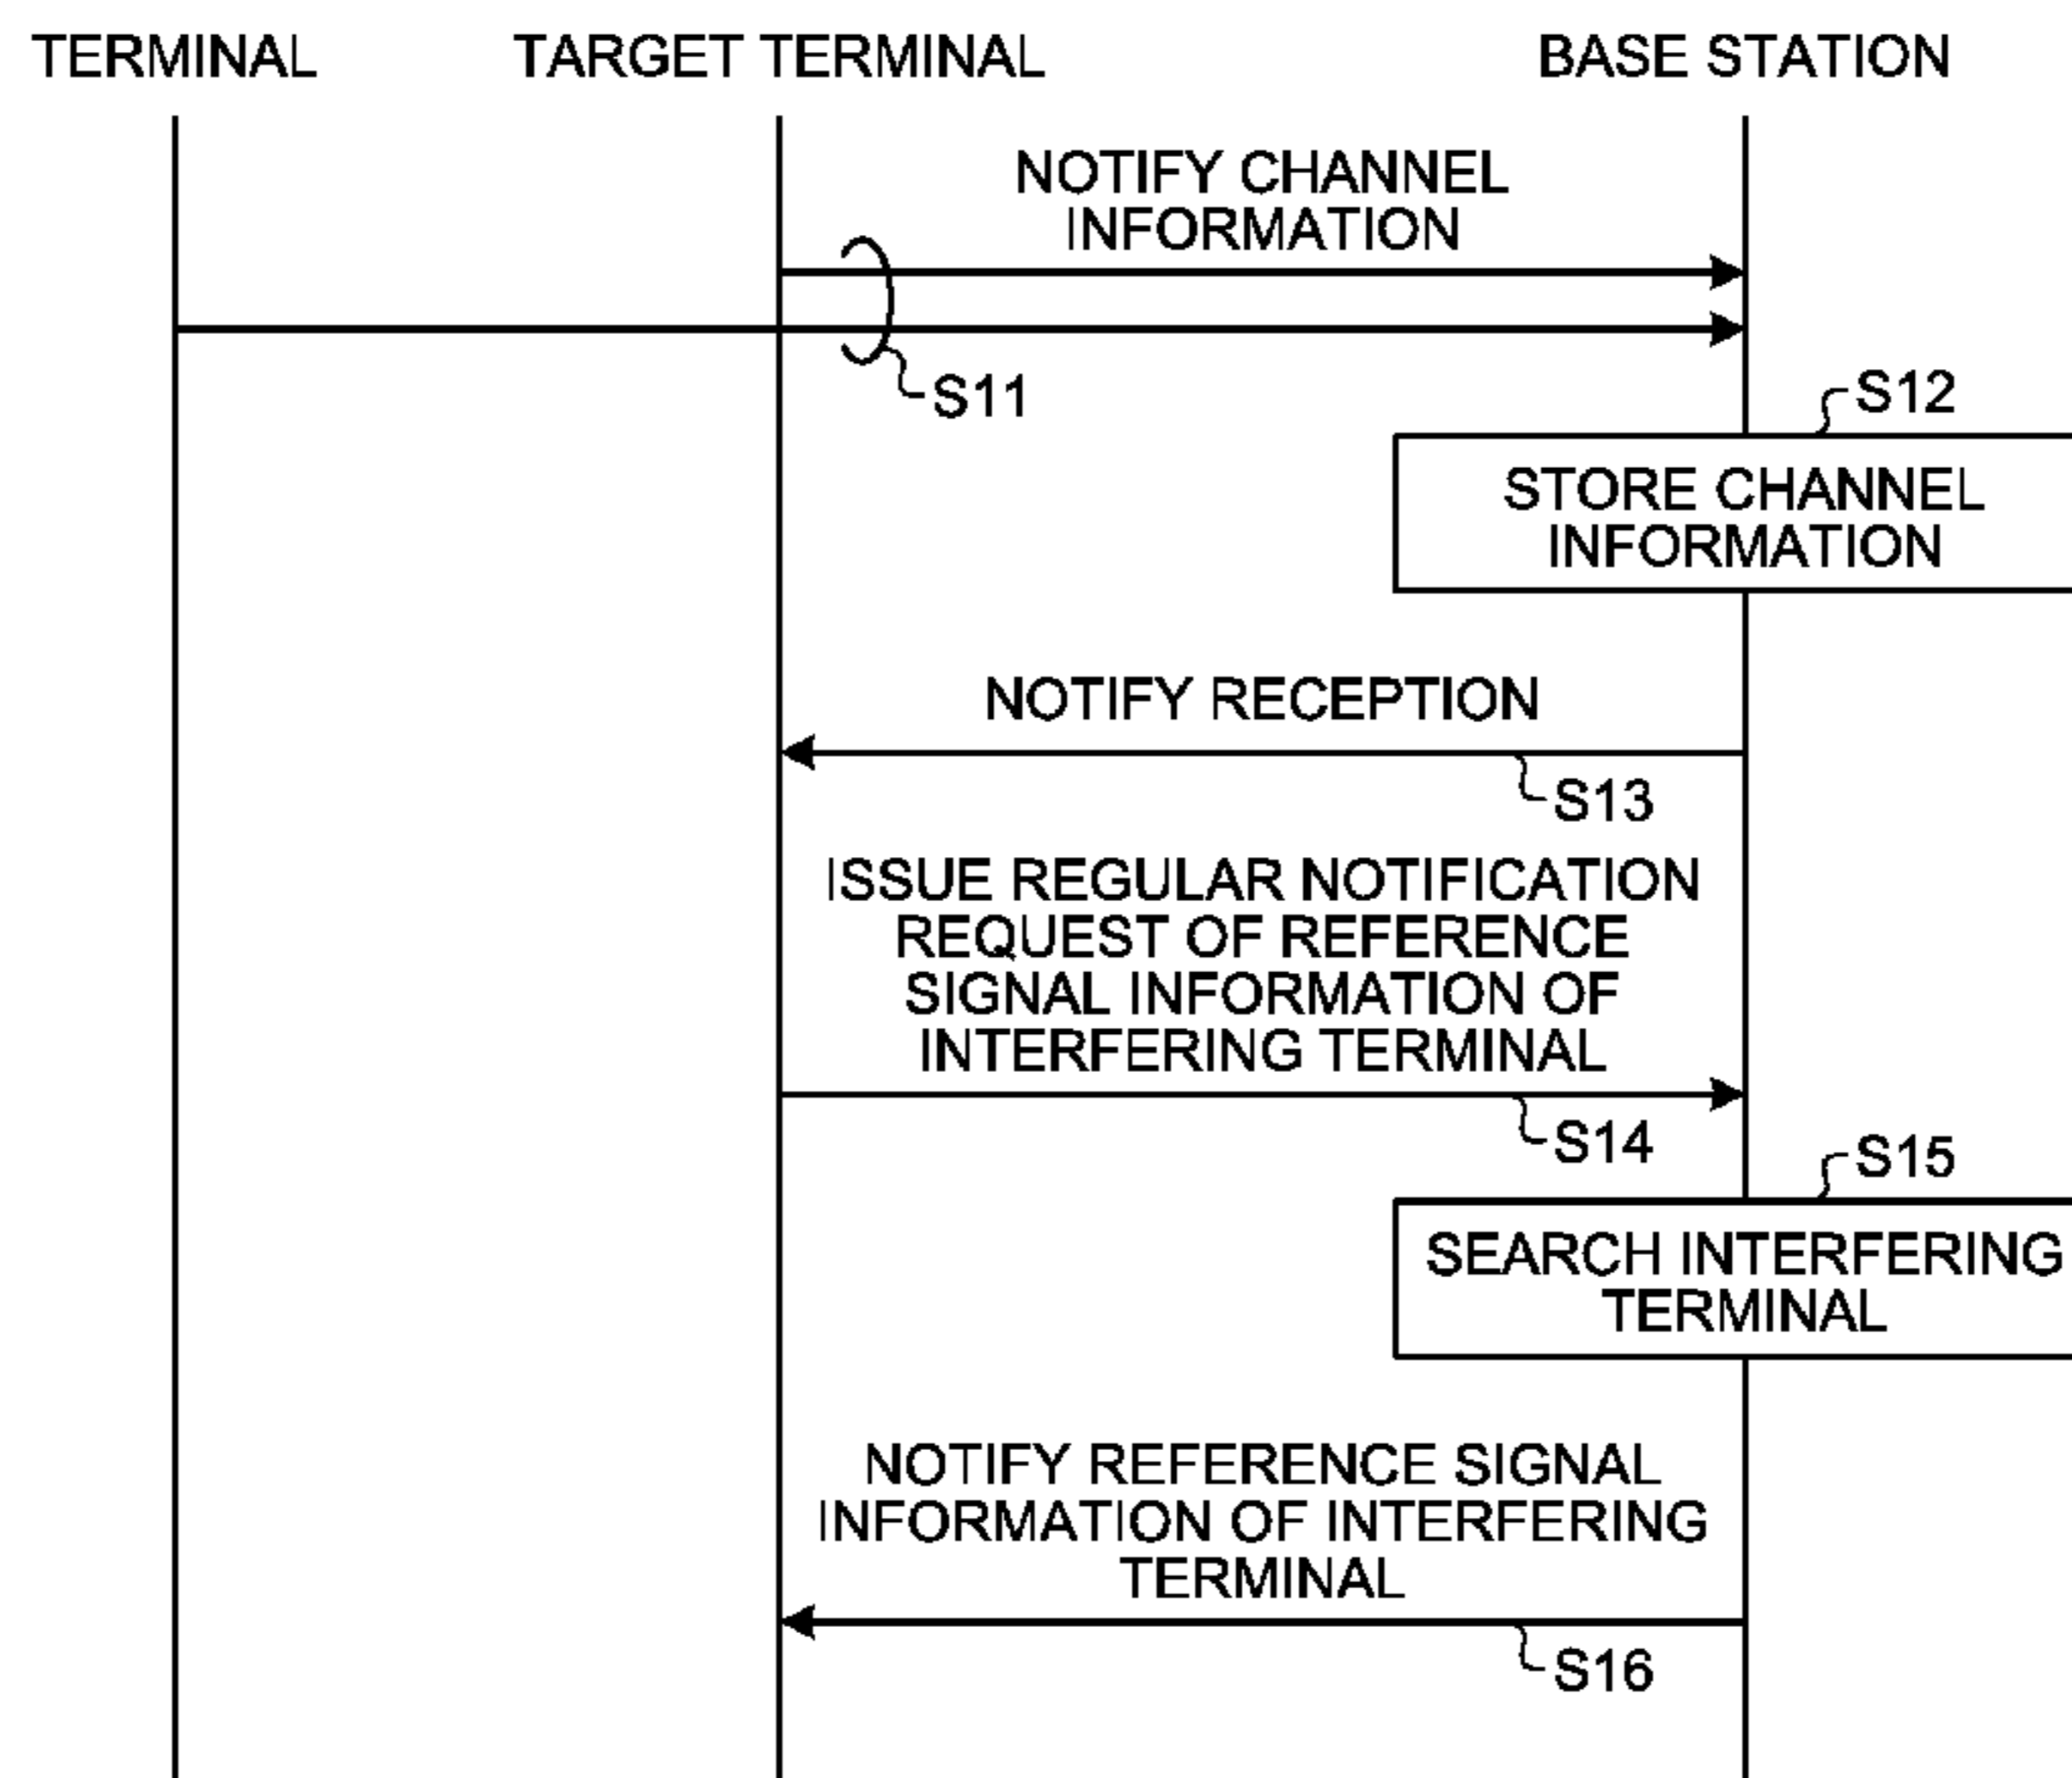 TERMINAL
TARGET TERMINAL
BASE STATION
NOTIFY CHANNEL
INFORMATION
S11
S12
STORE CHANNEL
INFORMATION
NOTIFY RECEPTION
S13
ISSUE REGULAR NOTIFICATION
REQUEST OF REFERENCE
SIGNAL INFORMATION OF
INTERFERING TERMINAL
S14
S15
SEARCH INTERFERING
TERMINAL
NOTIFY REFERENCE SIGNAL
INFORMATION OF INTERFERING
TERMINAL
S16